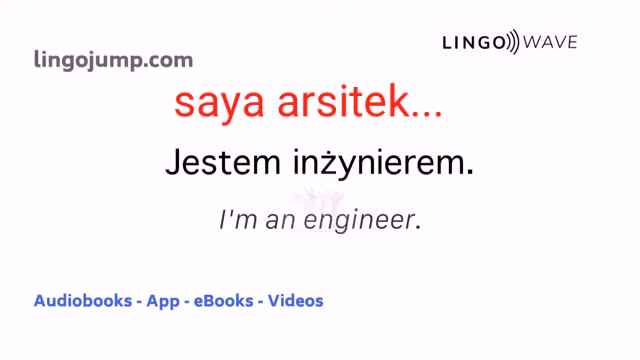 LINGO WAVE
lingojump.com
saya arsitek...
Jestem inżynierem.
I'm an engineer.
Audiobooks - App - eBooks - Videos